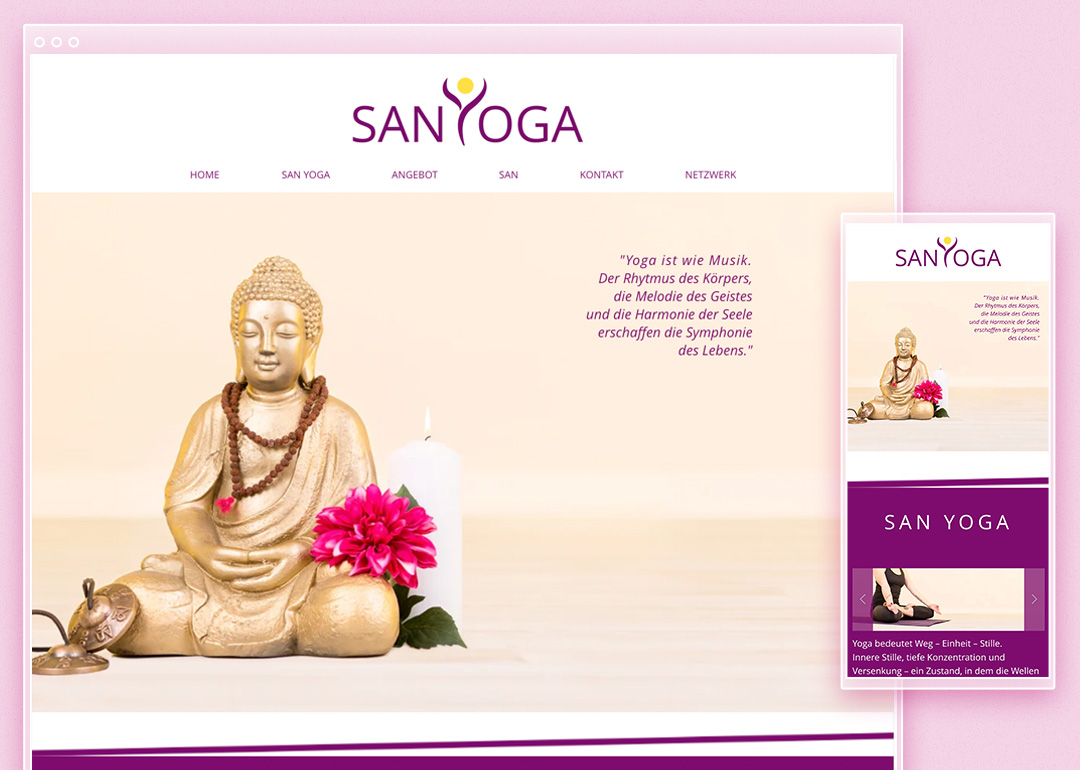 SAN YOGA
HOME SAN YOGA ANGEBOT SAN KONTAKT NETZWERK
"Yoga ist wie Musik.
Der Rhytmus des Körpers,
die Melodie des Geistes
und die Harmonie der Seele
erschaffen die Symphonie
des Lebens."
SAN YOGA
"Yoga ist wie Musik.
Der Rhytmus des Körpers,
die Melodie des Geistes
und die Harmonie der Seele
erschaffen die Symphonie
des Lebens."
SAN YOGA
Yoga bedeutet Weg – Einheit – Stille.
Innere Stille, tiefe Konzentration und
Versenkung – ein Zustand, in dem die Wellen